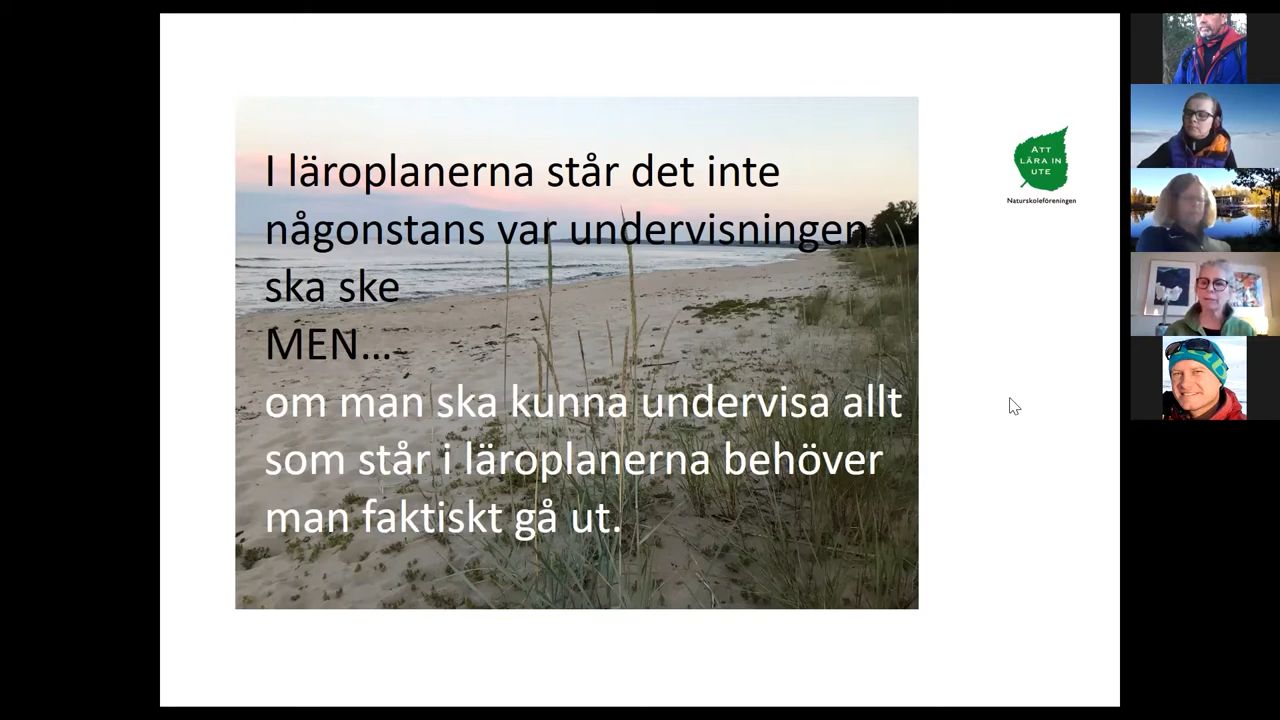 I läroplanerna står det inte
någonstans var undervisningen
ska ske
MEN...
om man ska kunna undervisa allt
som står i läroplanerna behöver
man faktiskt gå ut.
ATT
LÄRA IN
UTE
Naturskoleföreningen